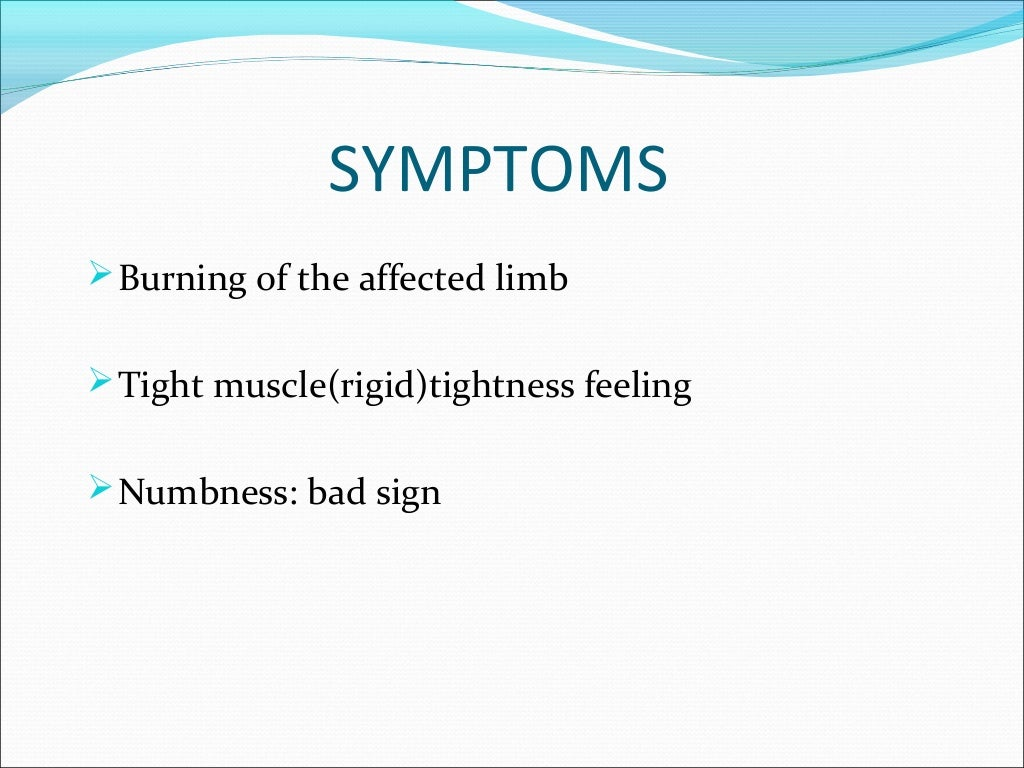 SYMPTOMS
Burning of the affected limb
Tight muscle(rigid)tightness feeling
Numbness: bad sign